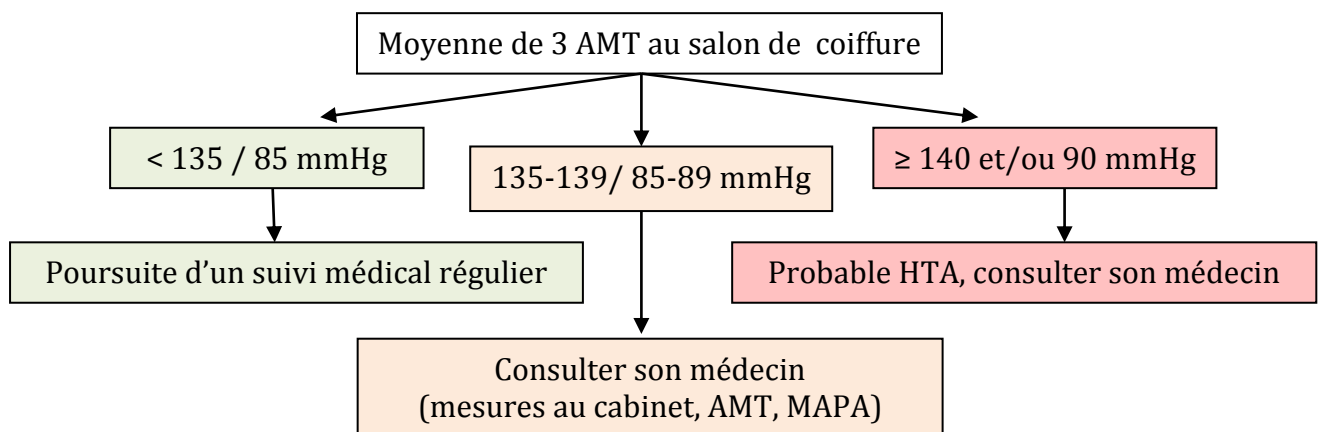 Moyenne de 3 AMT au salon de coiffure
< 135 / 85 mmHg
135-139/ 85-89 mmHg
≥ 140 et/ou 90 mmHg
Poursuite d’un suivi médical régulier
Probable HTA, consulter son médecin
Consulter son médecin
(mesures au cabinet, AMT, MAPA)